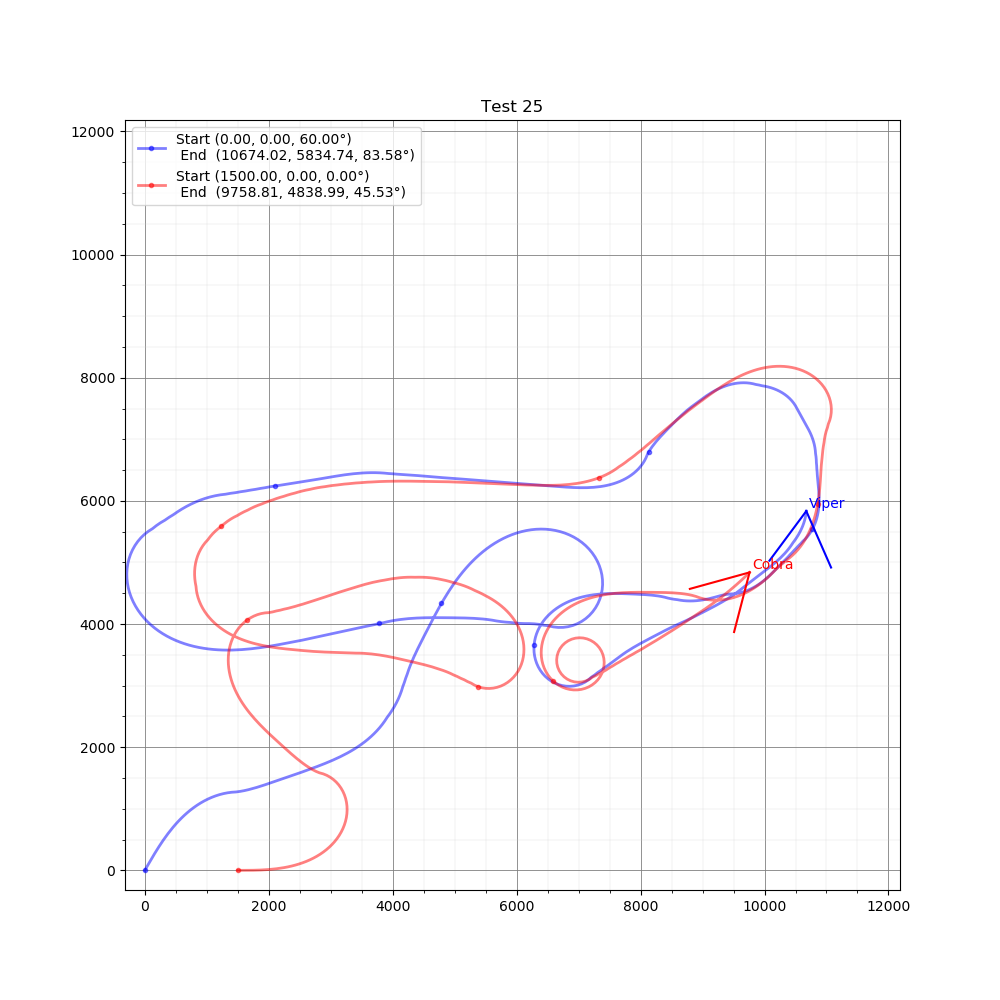 Test 25
Start (0.00, 0.00, 60.00°)
End (10674.02, 5834.74, 83.58°)
Start (1500.00, 0.00, 0.00°)
End (9758.81, 4838.99, 45.53°)
12000
10000
8000
6000
4000
2000
0
Viper
Cobra
0 2000 4000 6000 8000 10000 12000